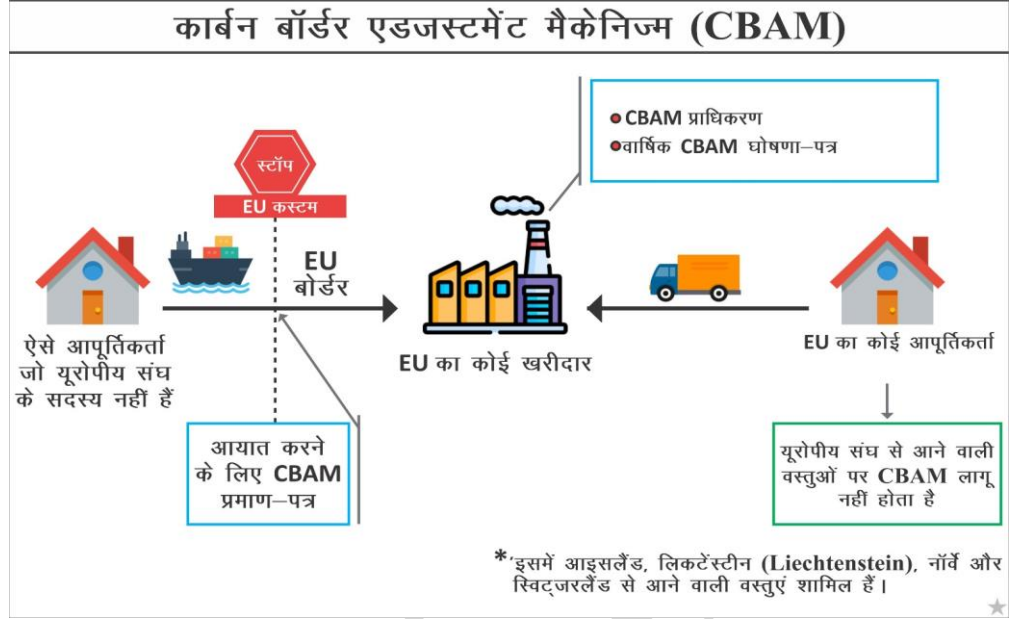 कार्बन बॉर्डर एडजस्टमेंट मैकेनिज्म (CBAM)
CBAM प्राधिकरण
वार्षिक CBAM घोषणा–पत्र
स्टॉप
EU कस्टम
EU
बोर्डर
ऐसे आपूर्तिकर्ता
जो यूरोपीय संघ
के सदस्य नहीं हैं
EU का कोई खरीदार
EU का कोई आपूर्तिकर्ता
आयात करने
के लिए CBAM
प्रमाण–पत्र
यूरोपीय संघ से आने वाली
वस्तुओं पर CBAM लागू
नहीं होता है
*'इसमें आइसलैंड, लिकटेंस्टीन (Liechtenstein), नॉर्वे और
स्विट्जरलैंड से आने वाली वस्तुएं शामिल हैं।